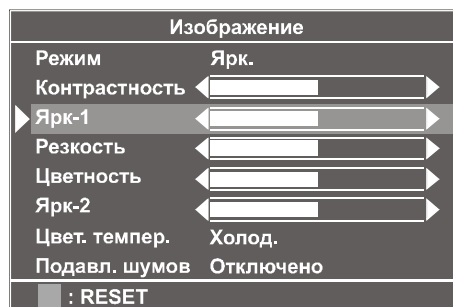 Изображение
Режим Ярк.
Контрастность
Ярк-1
Резкость
Цветность
Ярк-2
Цвет. темпер. Холод.
Подавл. шумов Отключено
: RESET